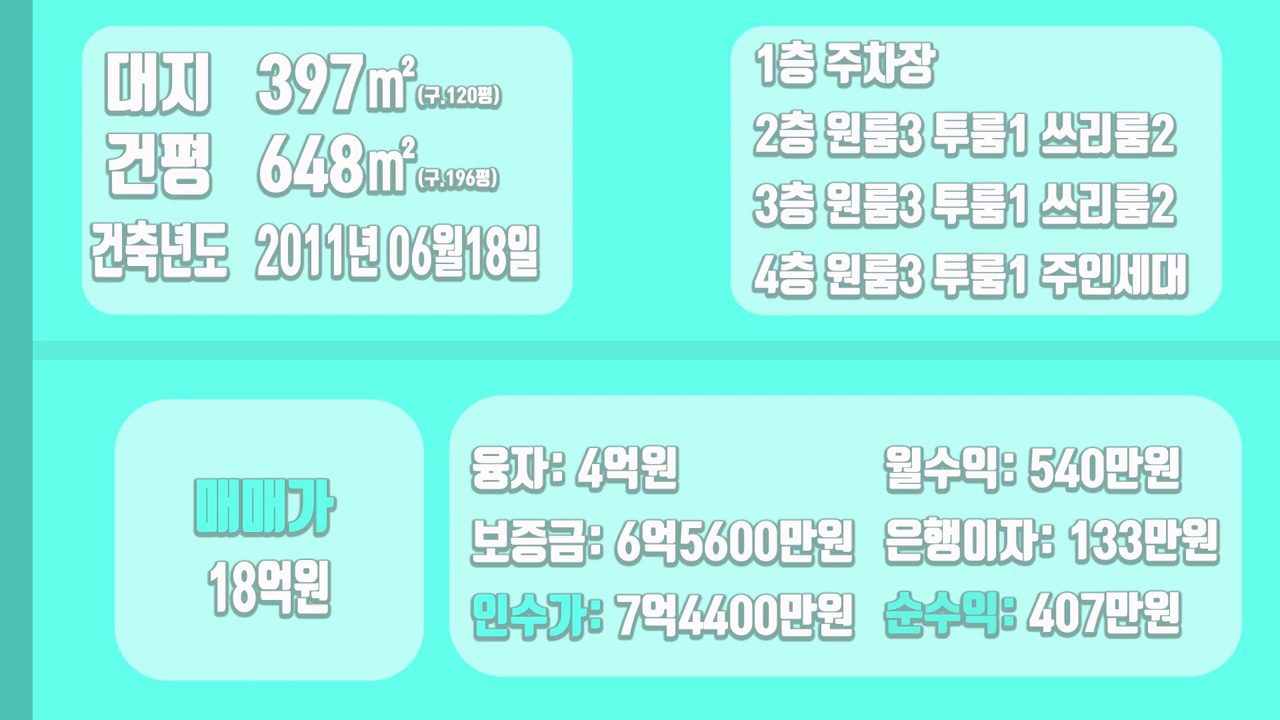 대지 397㎡(구.120평)
건평 648㎡(구.196평)
건축년도 2011년 06월18일
1층 주차장
2층 원룸3 투룸1 쓰리룸2
3층 원룸3 투룸1 쓰리룸2
4층 원룸3 투룸1 주인세대
매매가
18억원
융자: 4억원
보증금: 6억5600만원
인수가: 7억4400만원
월수익: 540만원
은행이자: 133만원
순수익: 407만원